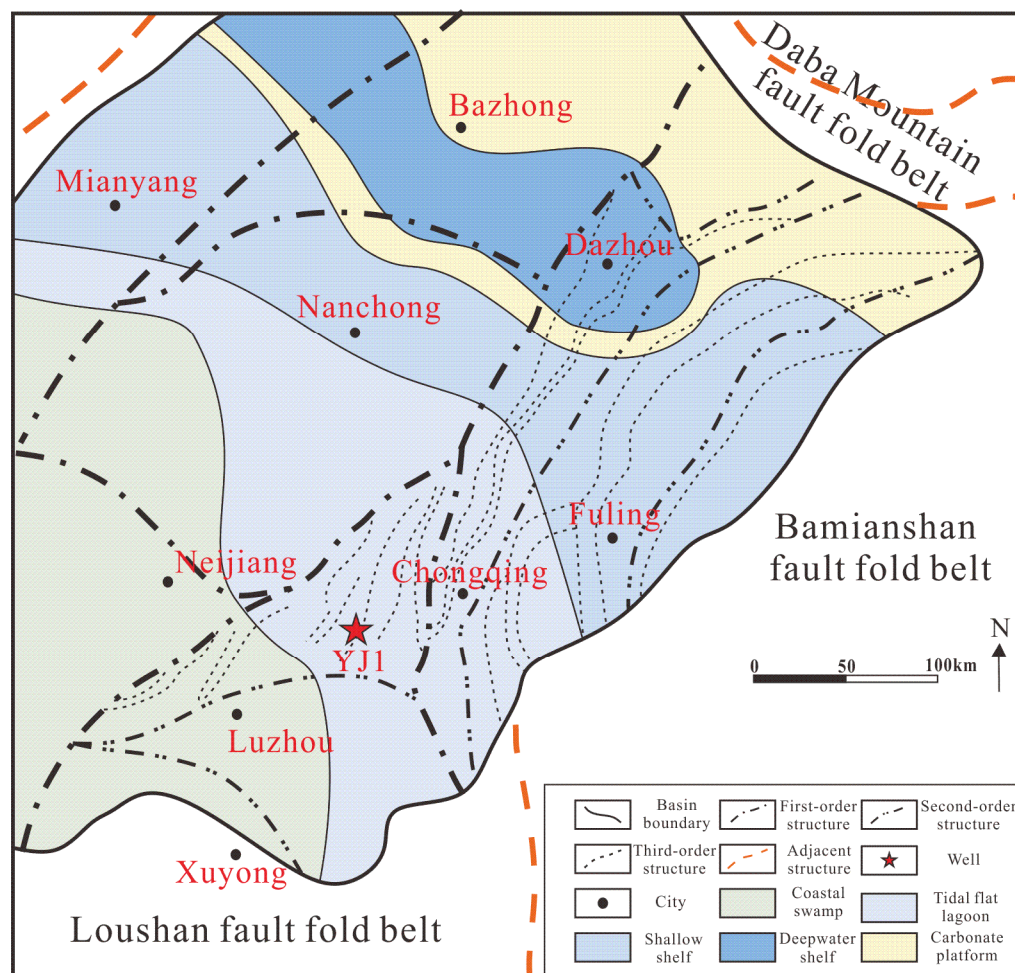 Daba Mountain
fault fold belt
Bazhong
Mianyang
Dazhou
Nanchong
Fuling
Bamianshan
fault fold belt
Neijiang
Chongqing
YJ1
N
0 50 100km
Luzhou
Xuyong
Loushan fault fold belt
Basin
boundary
First-order
structure
Second-order
structure
Third-order
structure
Adjacent
structure
Well
City
Coastal
swamp
Tidal flat
lagoon
Shallow
shelf
Deepwater
shelf
Carbonate
platform